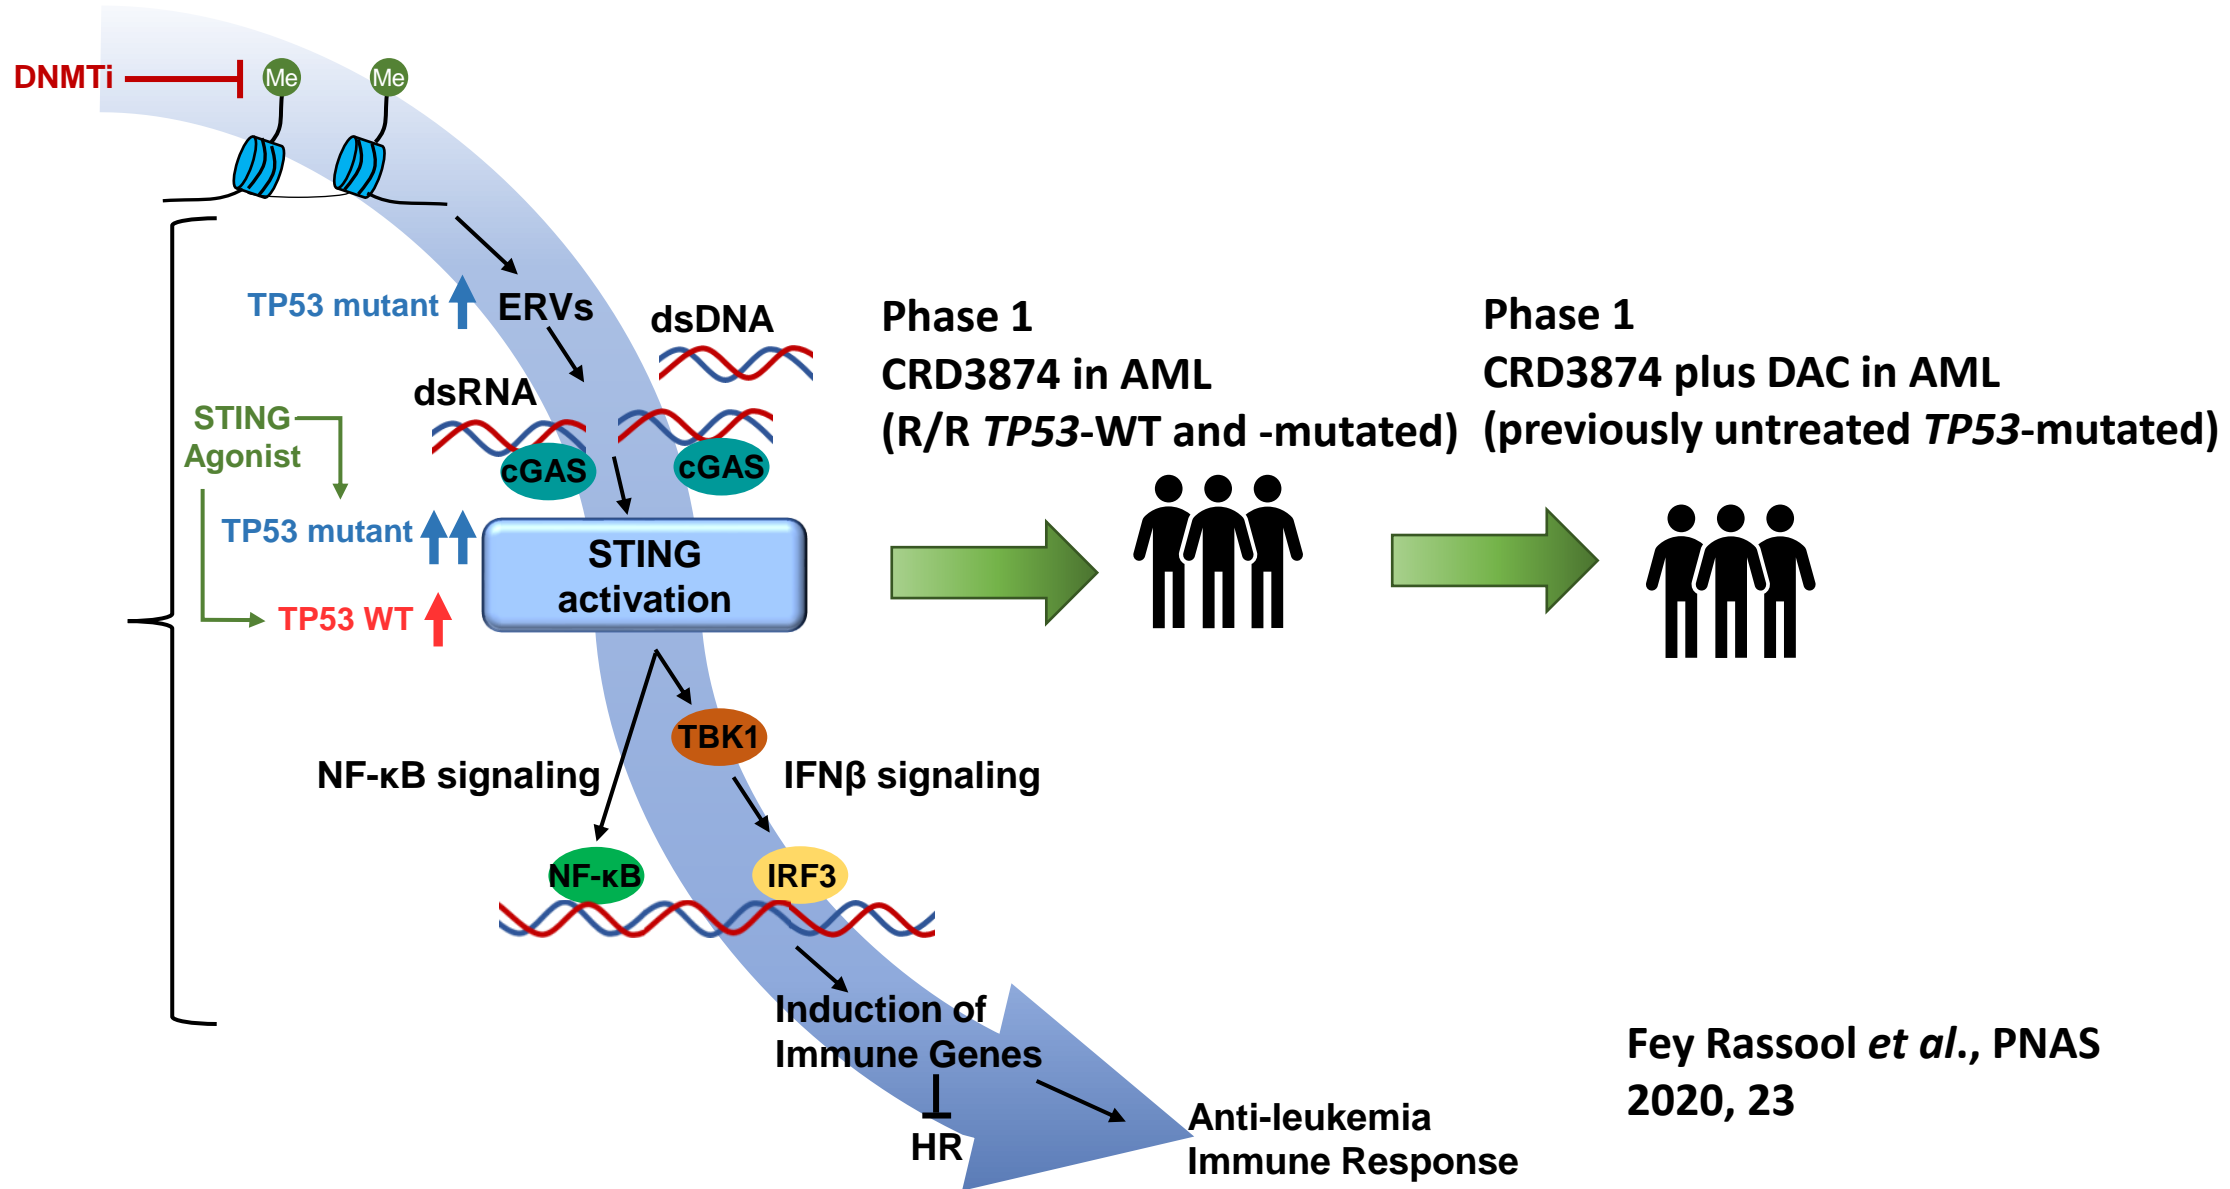 DNMTi
Me
Me
TP53 mutant
ERVs
dsDNA
dsRNA
cGAS
cGAS
STING
Agonist
TP53 mutant
TP53 WT
STING
activation
TBK1
NF-κB signaling
IFNβ signaling
NF-κB
IRF3
Induction of
Immune Genes
HR
Anti-leukemia
Immune Response
Phase 1
CRD3874 in AML
(R/R TP53-WT and -mutated)
Phase 1
CRD3874 plus DAC in AML
(previously untreated TP53-mutated)
Fey Rassool et al., PNAS
2020, 23